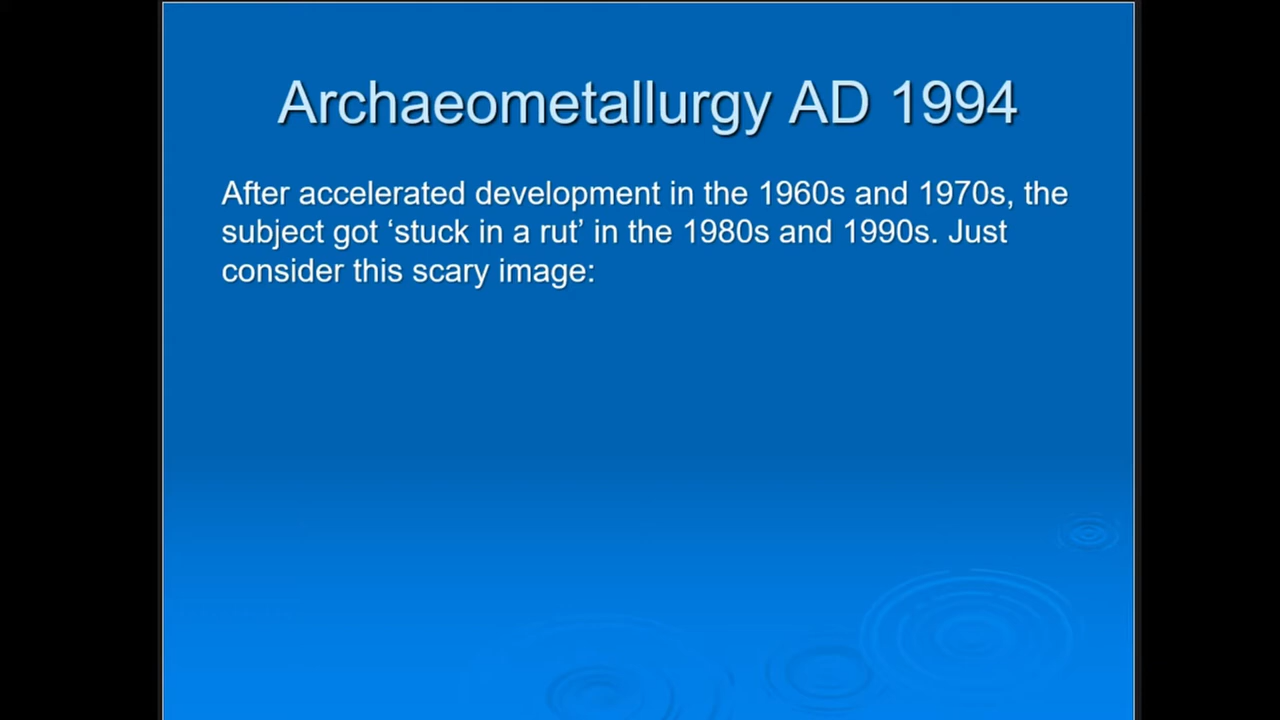 Archaeometallurgy AD 1994
After accelerated development in the 1960s and 1970s, the
subject got ‘stuck in a rut’ in the 1980s and 1990s. Just
consider this scary image: